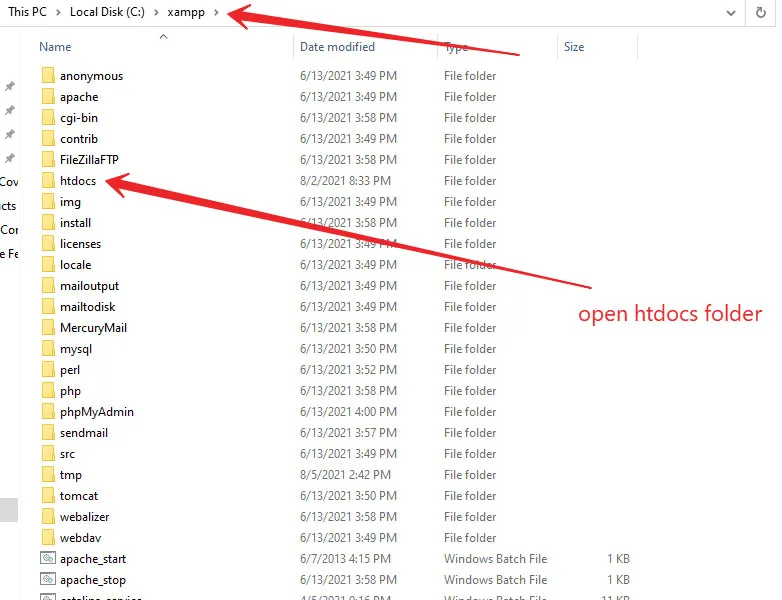 This PC > Local Disk (C:) > xampp >
Name Date modified Type Size
anonymous 6/13/2021 3:49 PM File folder
apache 6/13/2021 3:49 PM File folder
cgi-bin 6/13/2021 3:58 PM File folder
contrib 6/13/2021 3:49 PM File folder
FileZillaFTP 6/13/2021 3:58 PM File folder
Cov
htdocs 8/2/2021 8:33 PM File folder
cts
img 6/13/2021 3:49 PM File folder
install 6/13/2021 3:58 PM File folder
Cor
licenses 6/13/2021 3:49 PM File folder
e Fe
locale 6/13/2021 3:49 PM File folder
mailoutput 6/13/2021 3:49 PM File folder
mailtodisk 6/13/2021 3:49 PM File folder
open htdocs folder
MercuryMail 6/13/2021 3:58 PM File folder
mysql 6/13/2021 3:50 PM File folder
perl 6/13/2021 3:52 PM File folder
php 6/13/2021 3:58 PM File folder
phpMyAdmin 6/13/2021 4:00 PM File folder
sendmail 6/13/2021 3:57 PM File folder
src 6/13/2021 3:49 PM File folder
tmp 8/5/2021 2:42 PM File folder
tomcat 6/13/2021 3:50 PM File folder
webalizer 6/13/2021 3:58 PM File folder
webdav 6/13/2021 3:50 PM File folder
apache_start 6/7/2013 4:15 PM Windows Batch File 1 KB
apache_stop 6/13/2021 3:58 PM Windows Batch File 1 KB